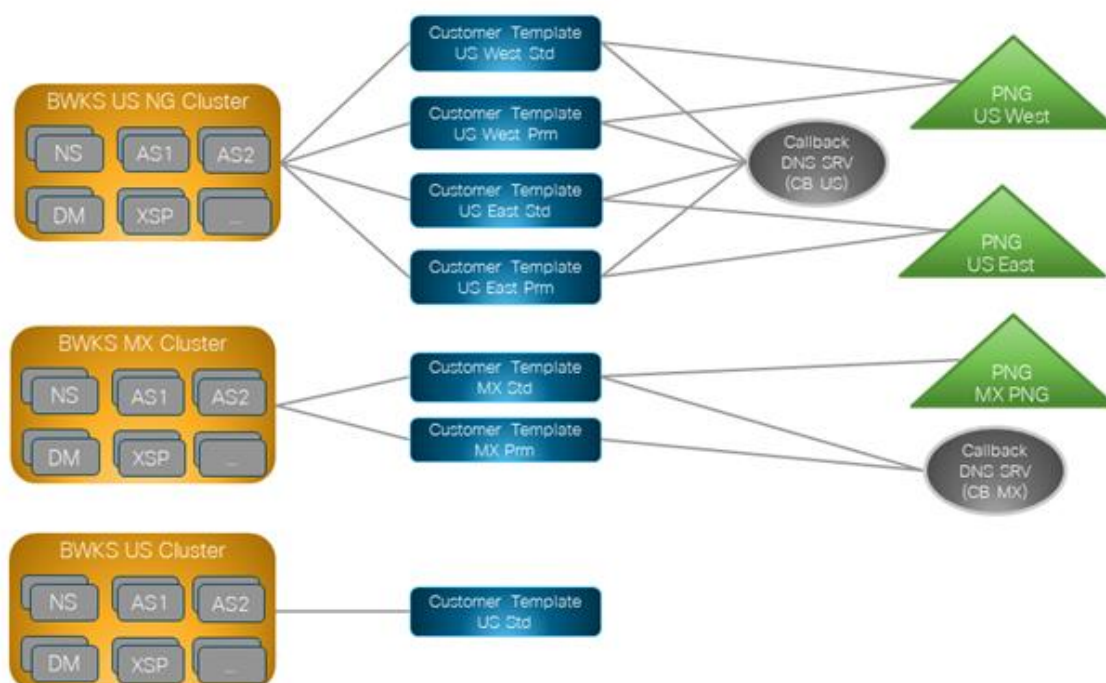 BWKS US NG Cluster
NS
AS1
AS2
DM
XSP
...
Customer Template
US West Std
Customer Template
US West Prm
Customer Template
US East Std
Customer Template
US East Prm
Callback
DNS SRV
(CB US)
PNG
US West
PNG
US East
BWKS MX Cluster
NS
AS1
AS2
DM
XSP
...
Customer Template
MX Std
Customer Template
MX Prm
PNG
MX PNG
Callback
DNS SRV
(CB MX)
BWKS US Cluster
NS
AS1
AS2
DM
XSP
...
Customer Template
US Std